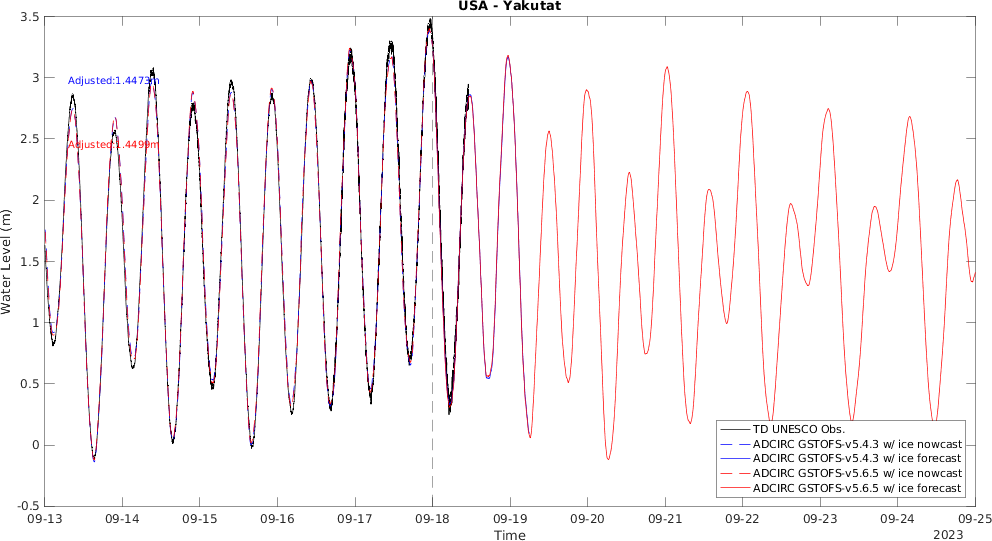 USA - Yakutat
3.5
3
2.5
2
1.5
1
0.5
0
-0.5
Water Level (m)
Adjusted:1.4473m
Adjusted:1.4499m
TD UNESCO Obs.
ADCIRC GSTOFS-v5.4.3 w/ ice nowcast
ADCIRC GSTOFS-v5.4.3 w/ ice forecast
ADCIRC GSTOFS-v5.6.5 w/ ice nowcast
ADCIRC GSTOFS-v5.6.5 w/ ice forecast
09-13 09-14 09-15 09-16 09-17 09-18 09-19 09-20 09-21 09-22 09-23 09-24 09-25
Time
2023